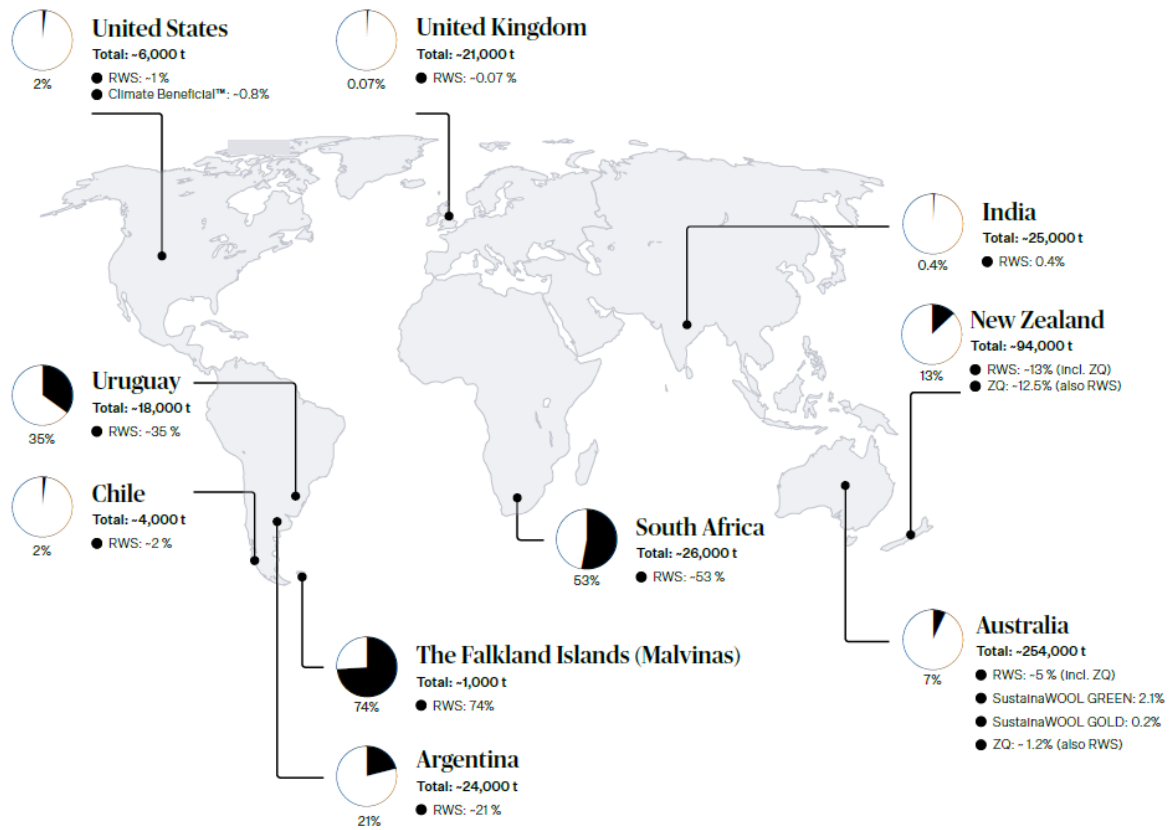 United States
Total: ~6,000 t
RWS: ~1 %
Climate Beneficial™: ~0.8%
2%
United Kingdom
Total: ~21,000 t
RWS: ~0.07 %
0.07%
India
Total: ~25,000 t
RWS: 0.4%
0.4%
New Zealand
Total: ~94,000 t
RWS: ~13% (incl. ZQ)
ZQ: ~12.5% (also RWS)
13%
Uruguay
Total: ~18,000 t
RWS: ~35 %
35%
Chile
Total: ~4,000 t
RWS: ~2 %
2%
South Africa
Total: ~26,000 t
RWS: ~53 %
53%
The Falkland Islands (Malvinas)
Total: ~1,000 t
RWS: 74%
74%
Australia
Total: ~254,000 t
RWS: ~5 % (incl. ZQ)
SustainaWOOL GREEN: 2.1%
SustainaWOOL GOLD: 0.2%
ZQ: ~ 1.2% (also RWS)
7%
Argentina
Total: ~24,000 t
RWS: ~21 %
21%